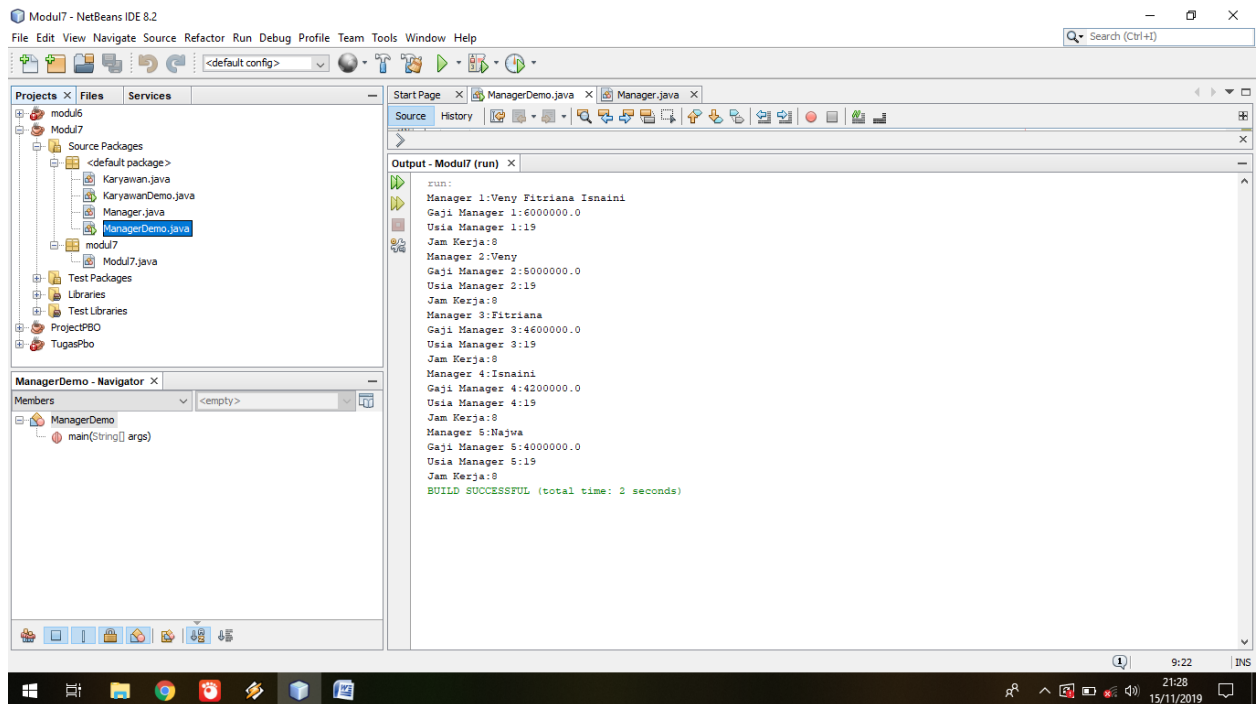 Modul7 - NetBeans IDE 8.2
File Edit View Navigate Source Refactor Run Debug Profile Team Tools Window Help
Search (Ctrl+I)
<default config>
Projects Files Services
modul6
Modul7
Source Packages
<default package>
Karyawan.java
KaryawanDemo.java
Manager.java
ManagerDemo.java
modul7
Modul7.java
Test Packages
Libraries
Test Libraries
ProjectPBO
TugasPbo
ManagerDemo - Navigator
Members <empty>
ManagerDemo
main(String[] args)
Start Page ManagerDemo.java Manager.java
Source History
Output - Modul7 (run)
run:
Manager 1:Veny Fitriana Isnaini
Gaji Manager 1:6000000.0
Usia Manager 1:19
Jam Kerja:8
Manager 2:Veny
Gaji Manager 2:5000000.0
Usia Manager 2:19
Jam Kerja:8
Manager 3:Fitriana
Gaji Manager 3:4600000.0
Usia Manager 3:19
Jam Kerja:8
Manager 4:Isnaini
Gaji Manager 4:4200000.0
Usia Manager 4:19
Jam Kerja:8
Manager 5:Najwa
Gaji Manager 5:4000000.0
Usia Manager 5:19
Jam Kerja:8
BUILD SUCCESSFUL (total time: 2 seconds)
1 9:22 INS
21:28
15/11/2019